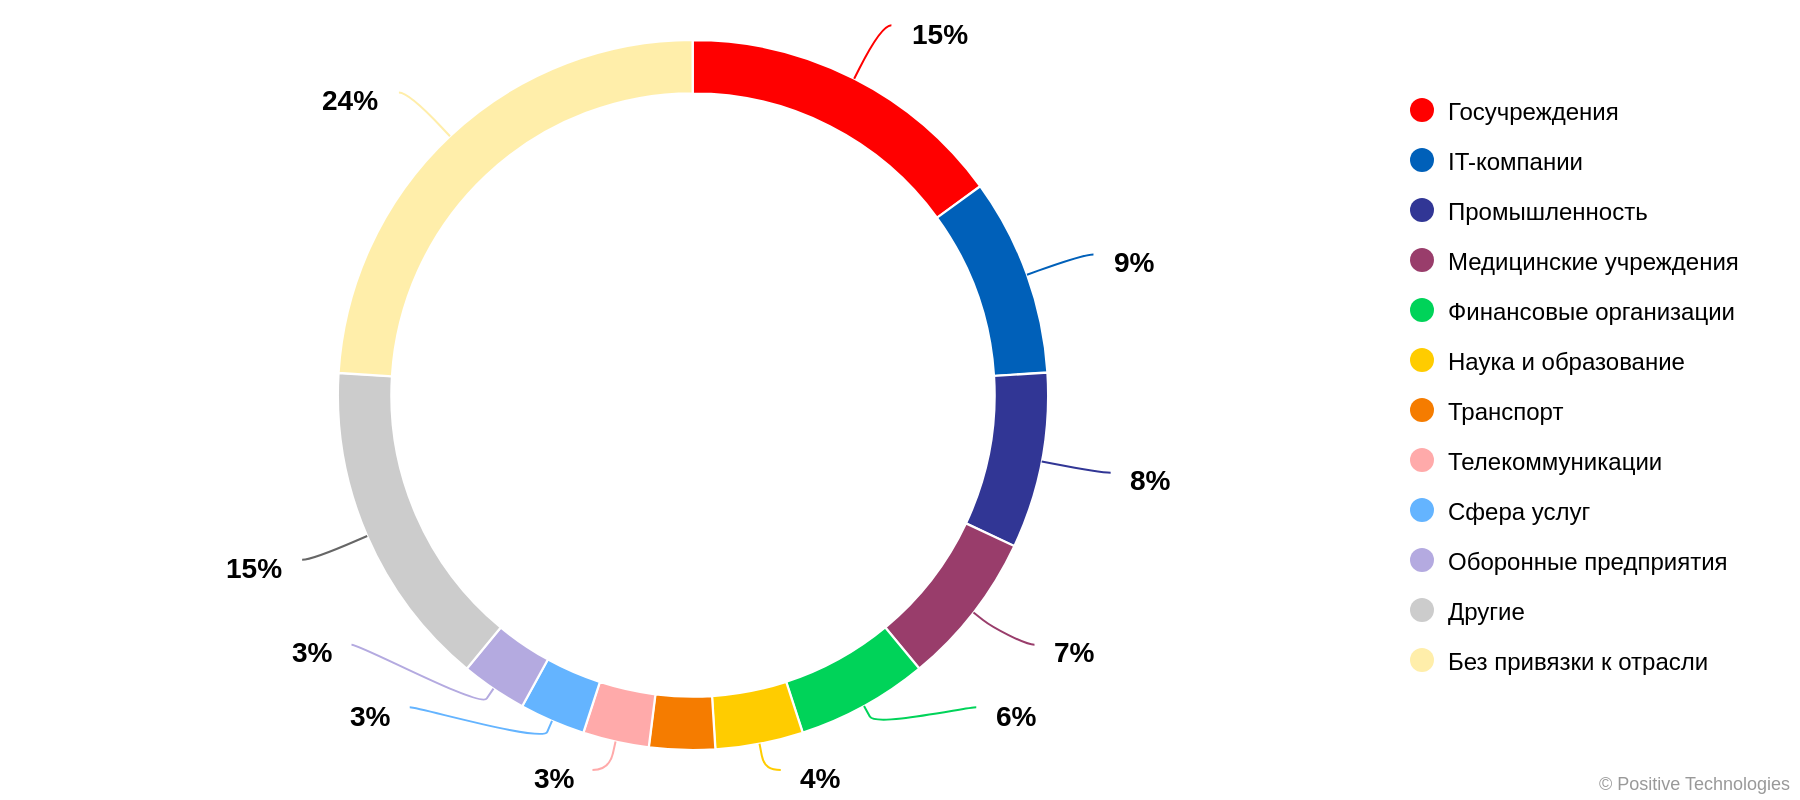 15%
24%
9%
8%
15%
3%
7%
3%
6%
3%
4%
Госучреждения
IT-компании
Промышленность
Медицинские учреждения
Финансовые организации
Наука и образование
Транспорт
Телекоммуникации
Сфера услуг
Оборонные предприятия
Другие
Без привязки к отрасли
© Positive Technologies